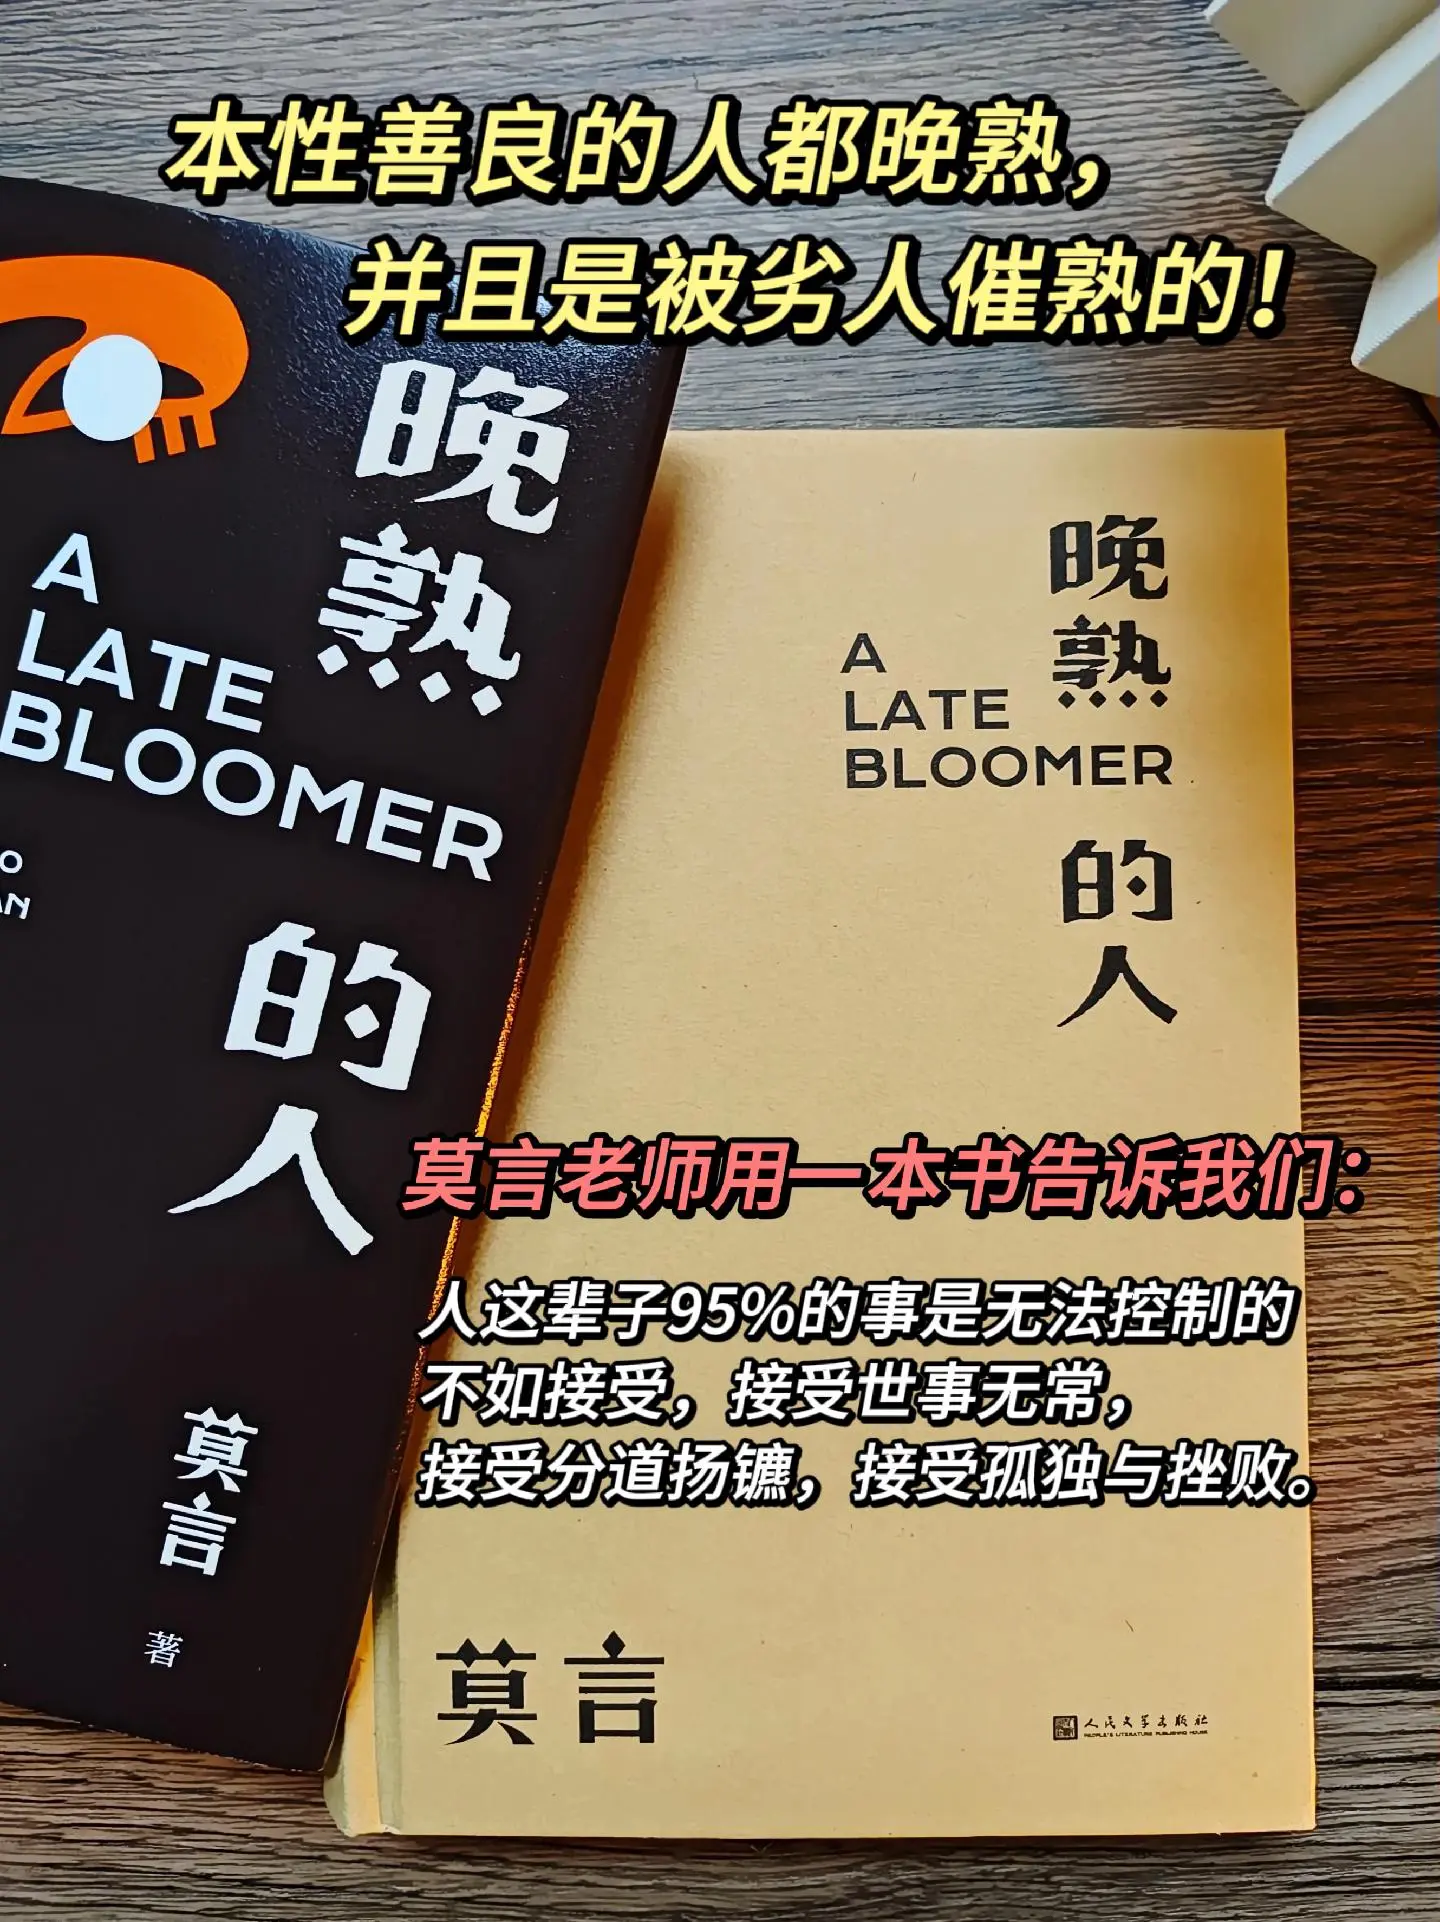 本性善良的人都晚熟，
并且是被劣人催熟的！
晚熟
A
LATE
BLOOMER
的人
莫言
著
晚熟
A
LATE
BLOOMER
的人
莫言老师用一本书告诉我们：
人这辈子95%的事是无法控制的
不如接受，接受世事无常，
接受分道扬镳，接受孤独与挫败。
莫言
人民文学出版社
PEOPLE'S LITERATURE PUBLISHING HOUSE